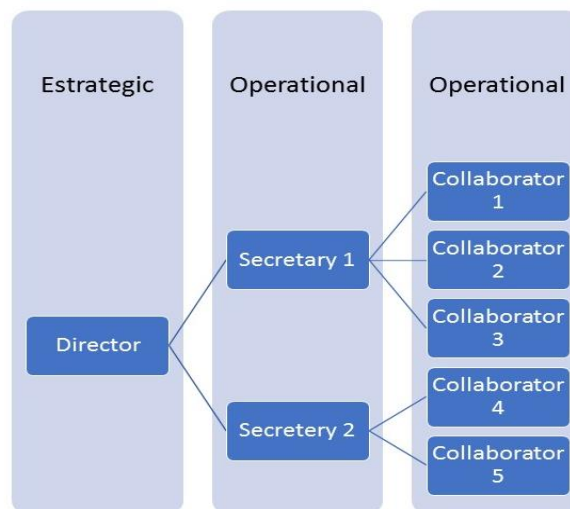 Estrategic
Operational
Operational
Director
Secretary 1
Secretery 2
Collaborator
1
Collaborator
2
Collaborator
3
Collaborator
4
Collaborator
5